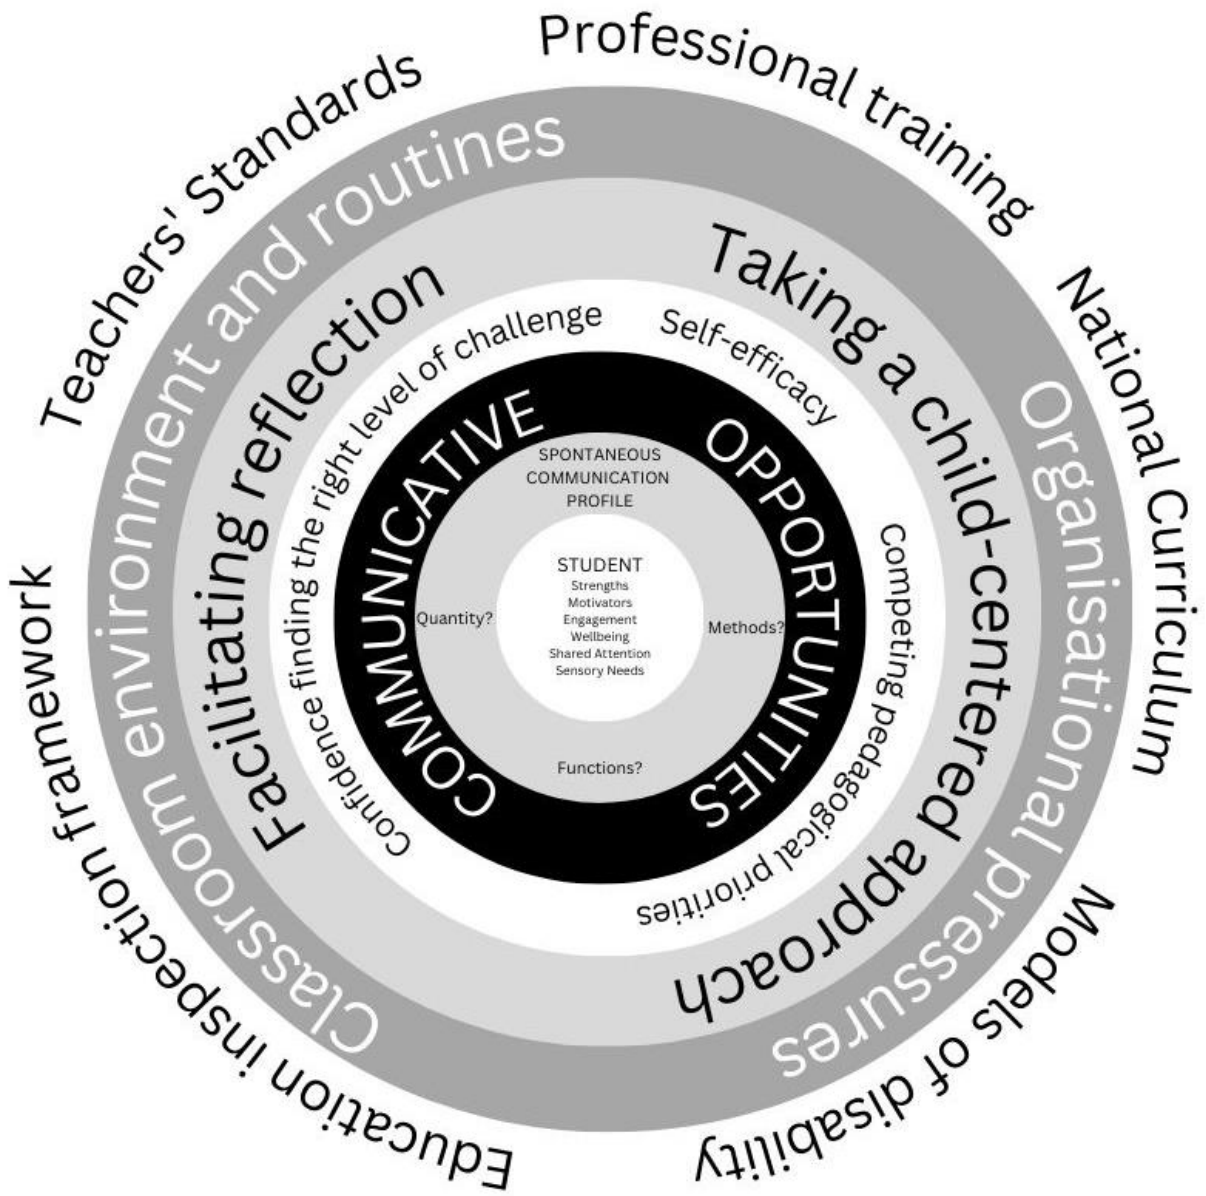 Professional training
National Curriculum
Models of disability
Education inspection framework
Teachers' Standards
Classroom environment and routines
Organisational pressures
Facilitating reflection
Taking a child-centered approach
Confidence finding the right level of challenge
Self-efficacy
Competing pedagogical priorities
COMMUNICATIVE
OPPORTUNITIES
SPONTANEOUS
COMMUNICATION
PROFILE
Quantity?
Methods?
Functions?
STUDENT
Strengths
Motivators
Engagement
Wellbeing
Shared Attention
Sensory Needs